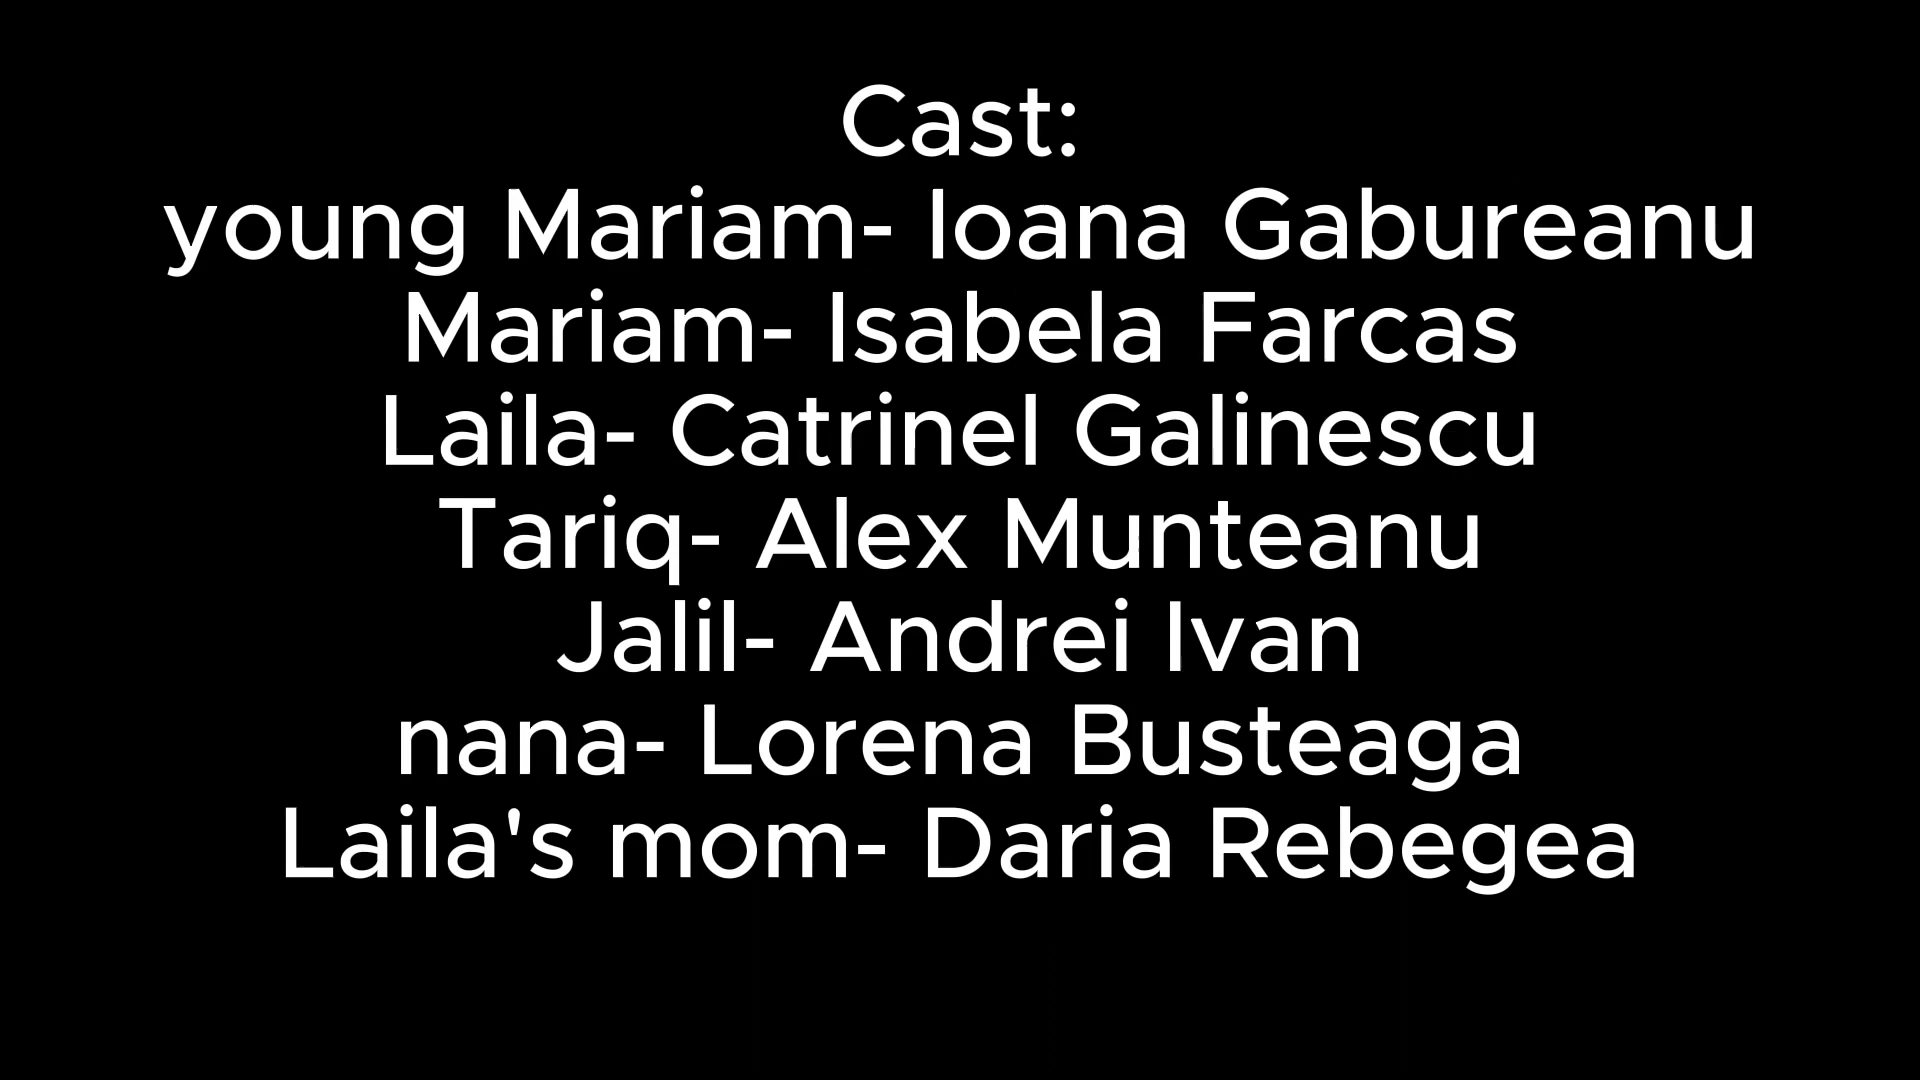 Cast:
young Mariam- Ioana Gabureanu
Mariam- Isabela Farcas
Laila- Catrinel Galinescu
Tariq- Alex Munteanu
Jalil- Andrei Ivan
nana- Lorena Busteaga
Laila's mom- Daria Rebegea